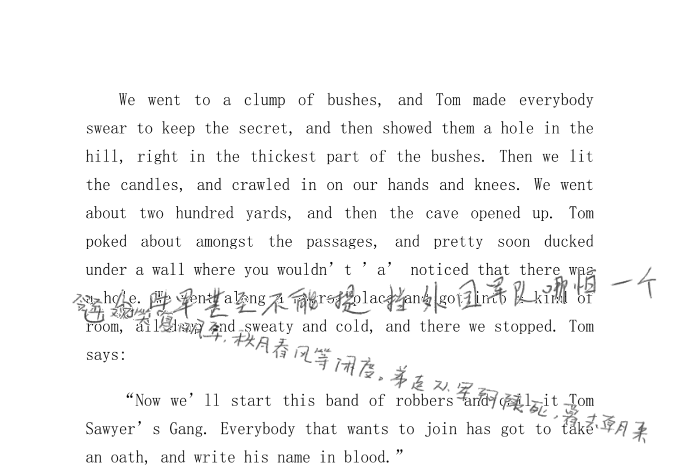 We went to a clump of bushes, and Tom made everybody
swear to keep the secret, and then showed them a hole in the
hill, right in the thickest part of the bushes. Then we lit
the candles, and crawled in on our hands and knees. We went
about two hundred yards, and then the cave opened up. Tom
poked about amongst the passages, and pretty soon ducked
under a wall where you wouldn't 'a' noticed that there was
a hole. We went along a narrow place and got into a kind of
陆军甚至不能提挡外国军队哪怕一个
room, all damp and sweaty and cold, and there we stopped. Tom
笑复明年,秋月春风等闲度。弟走从军阿姨死,暮去朝来
says:
“Now we'll start this band of robbers and call it Tom
Sawyer's Gang. Everybody that wants to join has got to take
an oath, and write his name in blood.”